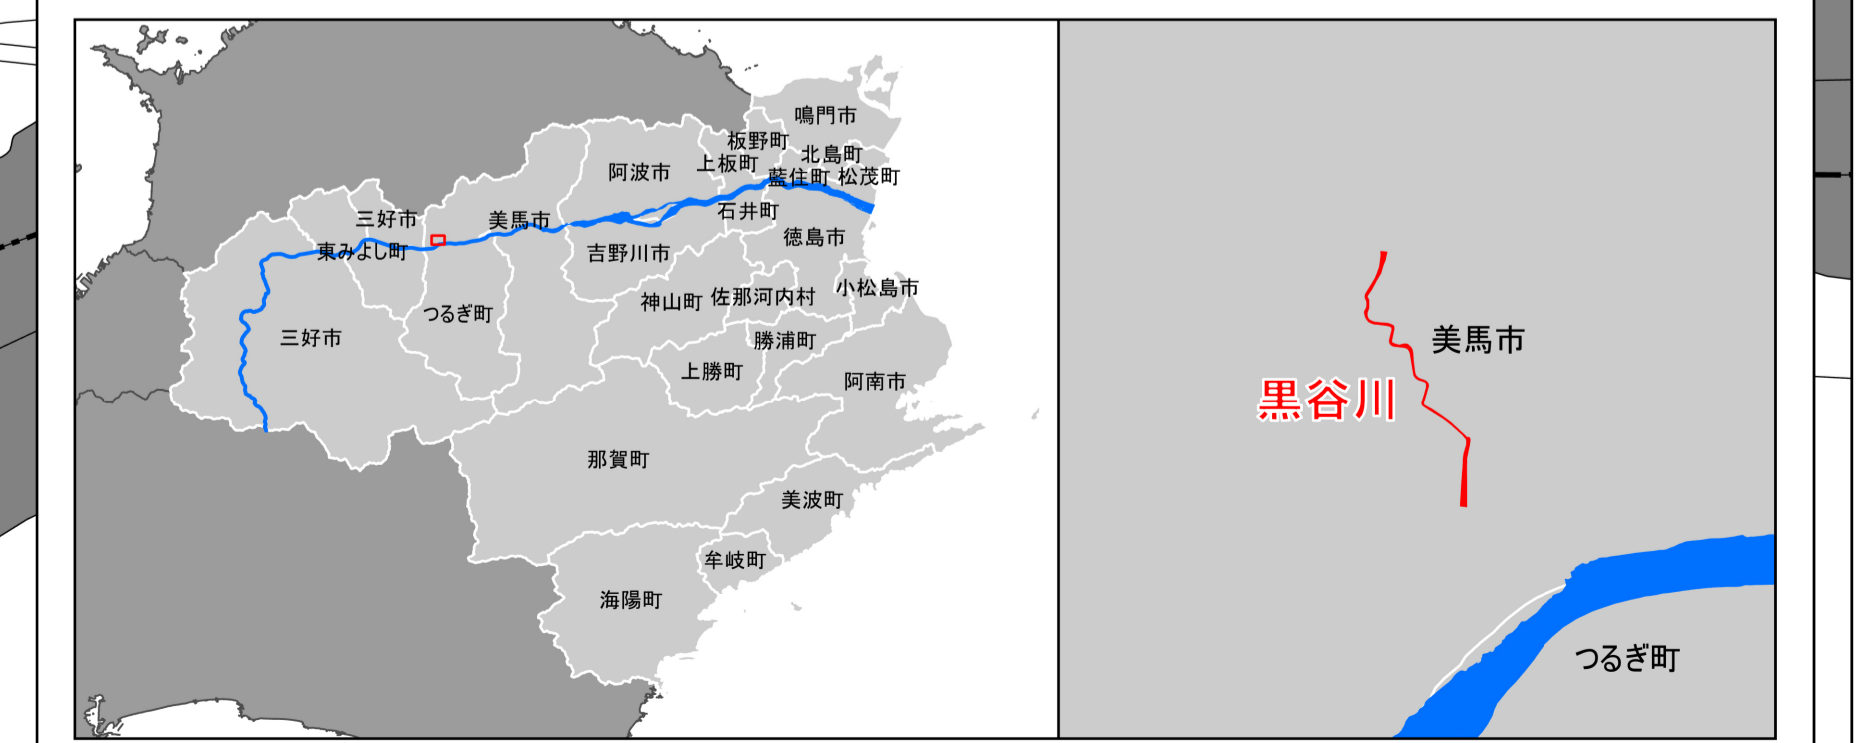 鳴門市
板野町
北島町
上板町
阿波市
藍住町
松茂町
石井町
三好市
美馬市
徳島市
東みよし町
吉野川市
小松島市
神山町
佐那河内村
つるぎ町
三好市
勝浦町
上勝町
阿南市
那賀町
美波町
牟岐町
海陽町
美馬市
黒谷川
つるぎ町